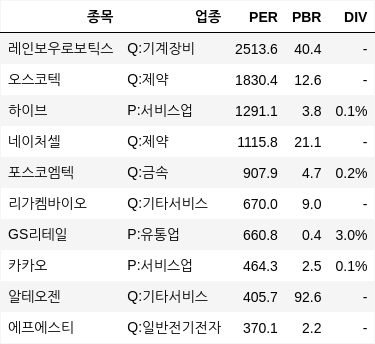 종목 업종 PER PBR DIV
레인보우로보틱스 Q:기계장비 2513.6 40.4 -
오스코텍 Q:제약 1830.4 12.6 -
하이브 P:서비스업 1291.1 3.8 0.1%
네이처셀 Q:제약 1115.8 21.1 -
포스코엠텍 Q:금속 907.9 4.7 0.2%
리가켐바이오 Q:기타서비스 670.0 9.0 -
GS리테일 P:유통업 660.8 0.4 3.0%
카카오 P:서비스업 464.3 2.5 0.1%
알테오젠 Q:기타서비스 405.7 92.6 -
에프에스티 Q:일반전기전자 370.1 2.2 -